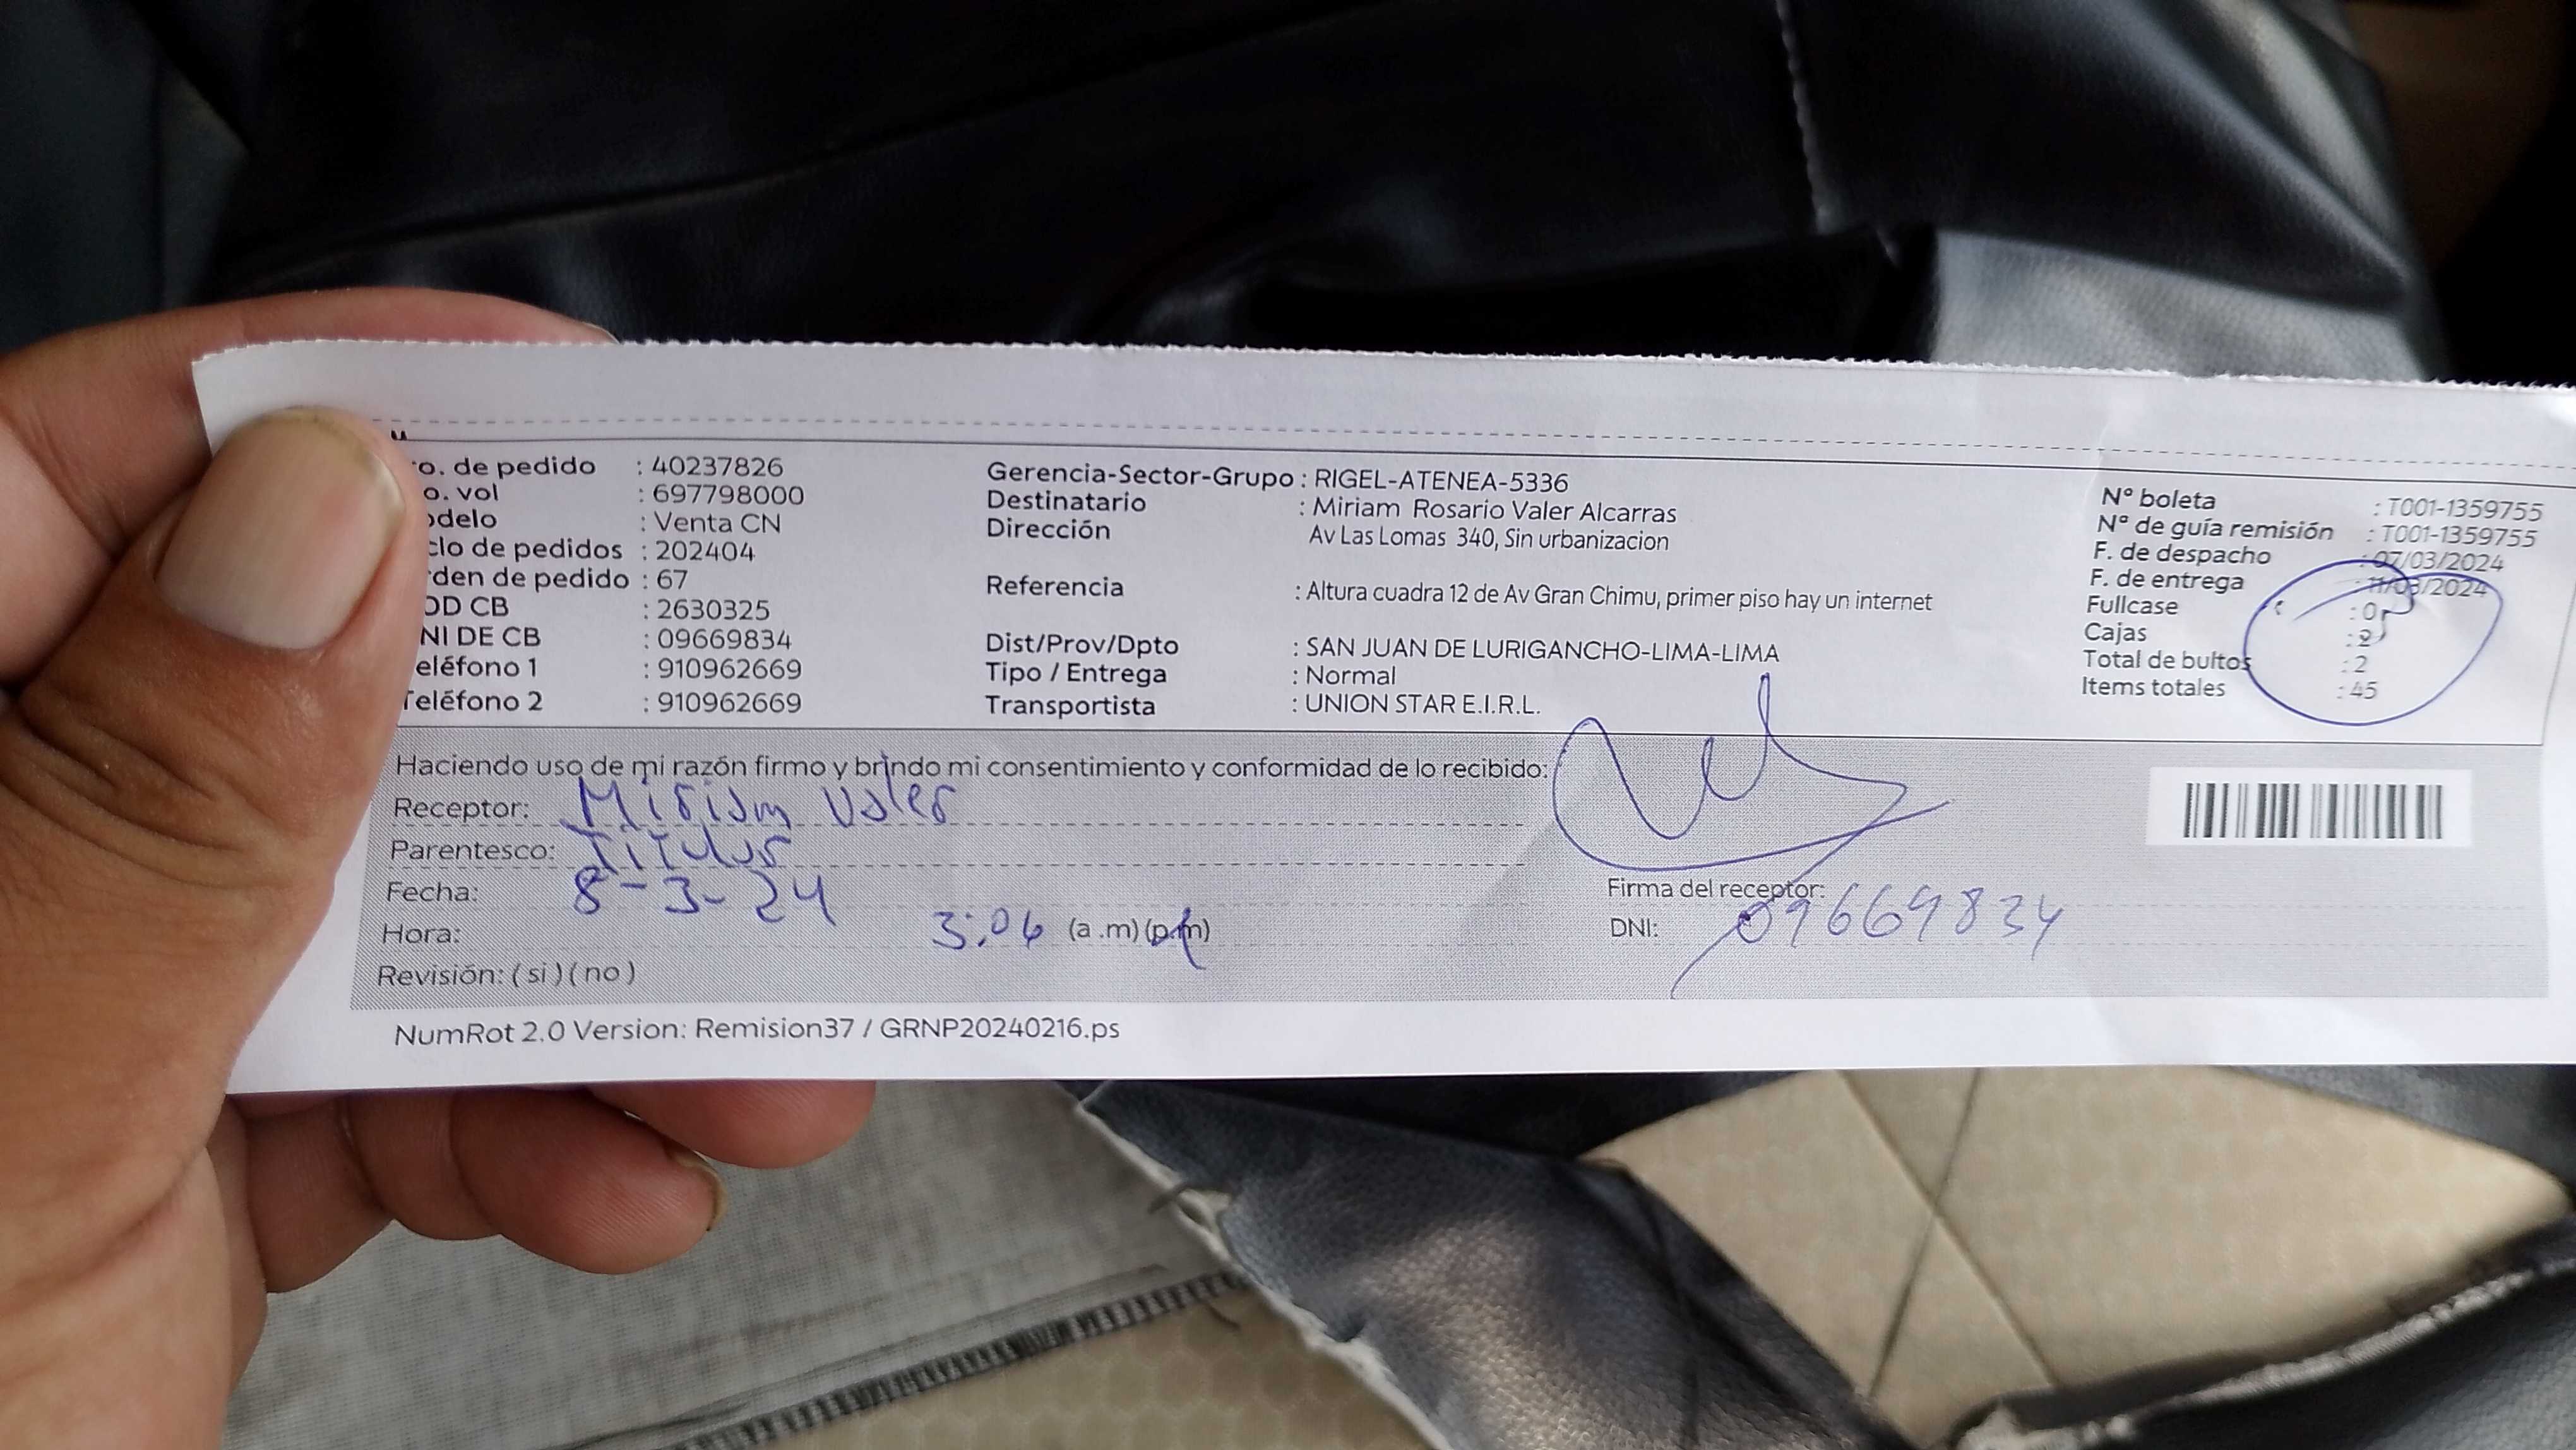 o. de pedido : 40237826
o. vol : 697798000
odelo : Venta CN
clo de pedidos : 202404
rden de pedido : 67
OD CB : 2630325
NI DE CB : 09669834
eléfono 1 : 910962669
Teléfono 2 : 910962669
Gerencia-Sector-Grupo : RIGEL-ATENEA-5336
Destinatario : Miriam Rosario Valer Alcarras
Dirección Av Las Lomas 340, Sin urbanizacion
Referencia : Altura cuadra 12 de Av Gran Chimu, primer piso hay un internet
Dist/Prov/Dpto : SAN JUAN DE LURIGANCHO-LIMA-LIMA
Tipo / Entrega : Normal
Transportista : UNION STAR E.I.R.L.
N° boleta : T001-1359755
N° de guía remisión : T001-1359755
F. de despacho : 07/03/2024
F. de entrega : 11/03/2024
Fullcase : 0
Cajas : 2
Total de bultos : 2
Items totales : 45
Haciendo uso de mi razón firmo y brindo mi consentimiento y conformidad de lo recibido:
Receptor: Miriam Valer
Parentesco: Titular
Fecha: 8-3-24
Hora: 3:06 (a.m)(p.m)
Revisión: (si)(no)
Firma del receptor:
DNI: 09669834
NumRot 2.0 Version: Remision37 / GRNP20240216.ps